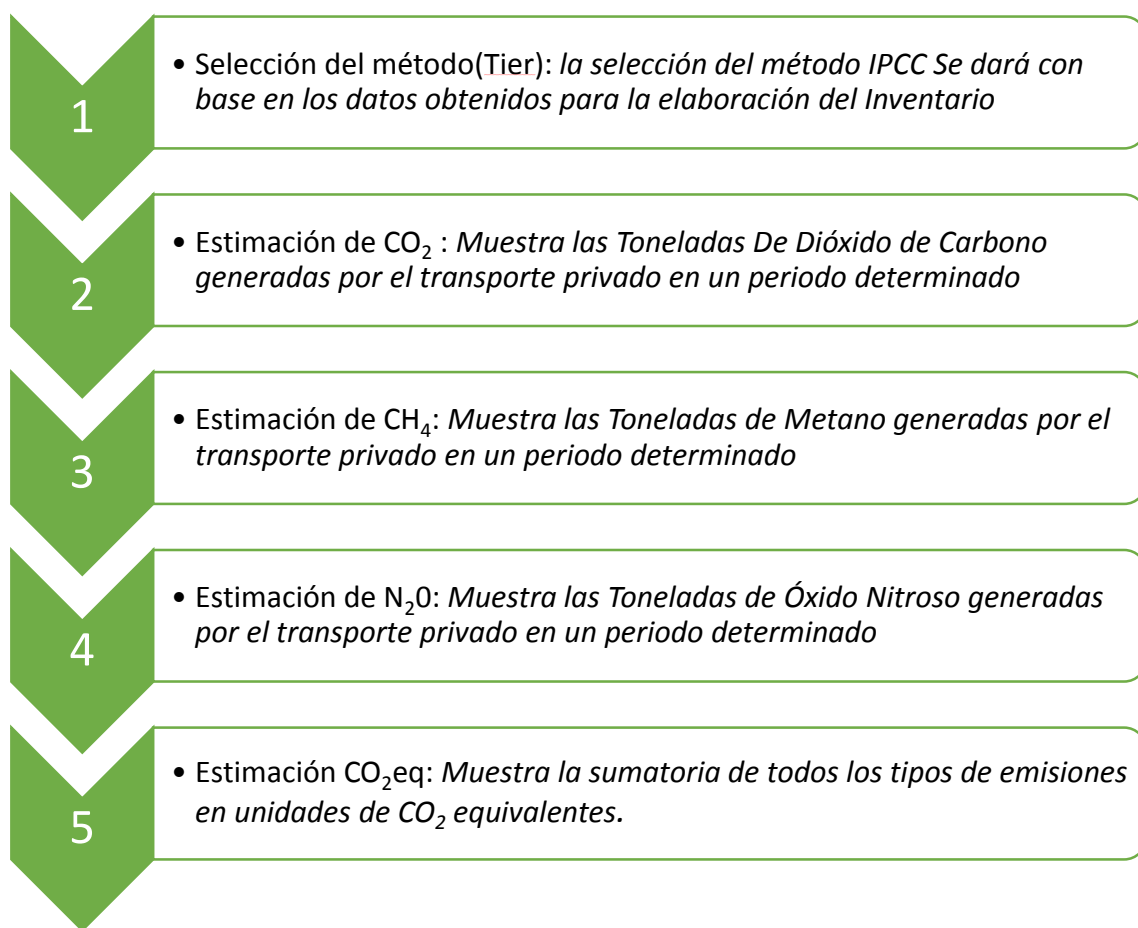 1
• Selección del método(Tier): la selección del método IPCC Se dará con
base en los datos obtenidos para la elaboración del Inventario
2
• Estimación de CO₂ : Muestra las Toneladas De Dióxido de Carbono
generadas por el transporte privado en un periodo determinado
3
• Estimación de CH₄: Muestra las Toneladas de Metano generadas por el
transporte privado en un periodo determinado
4
• Estimación de N₂0: Muestra las Toneladas de Óxido Nitroso generadas
por el transporte privado en un periodo determinado
5
• Estimación CO₂eq: Muestra la sumatoria de todos los tipos de emisiones
en unidades de CO₂ equivalentes.